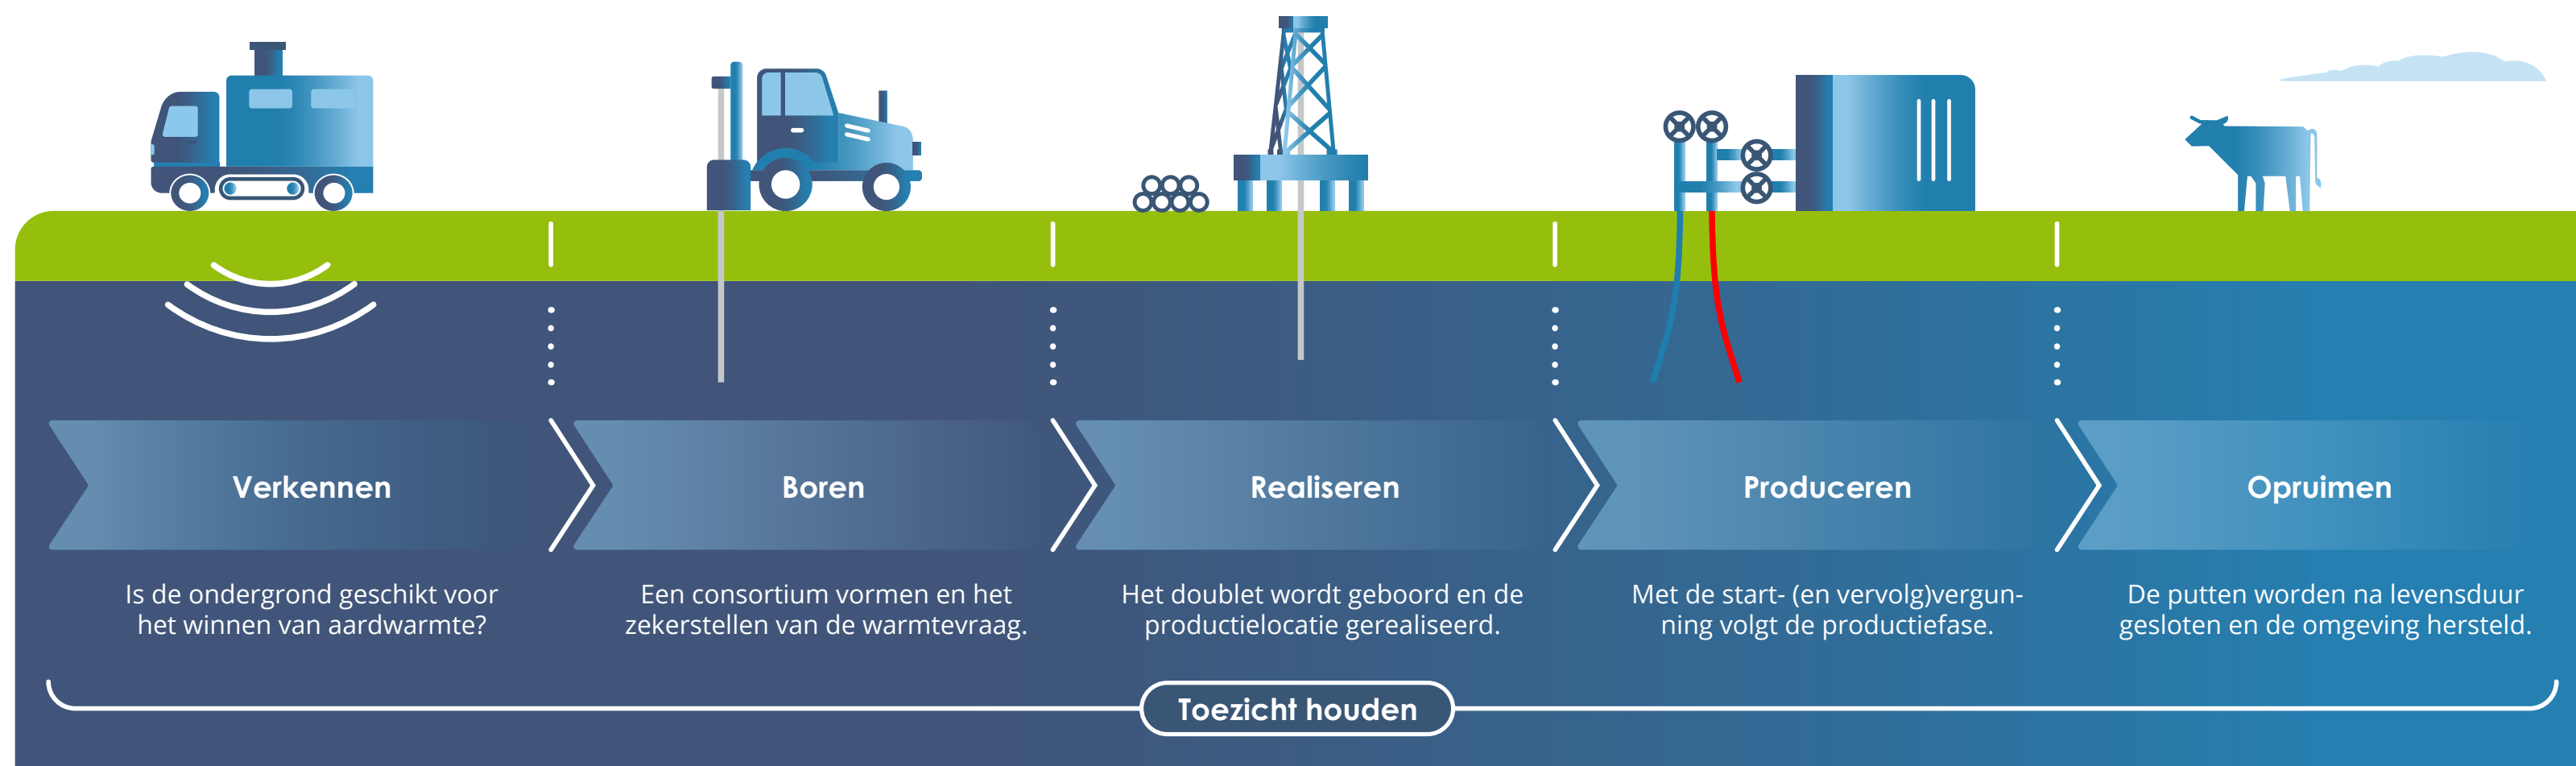 Verkennen
Boren
Realiseren
Produceren
Opruimen
Is de ondergrond geschikt voor
het winnen van aardwarmte?
Een consortium vormen en het
zekerstellen van de warmtevraag.
Het doublet wordt geboord en de
productielocatie gerealiseerd.
Met de start- (en vervolg)vergun-
ning volgt de productiefase.
De putten worden na levensduur
gesloten en de omgeving hersteld.
Toezicht houden